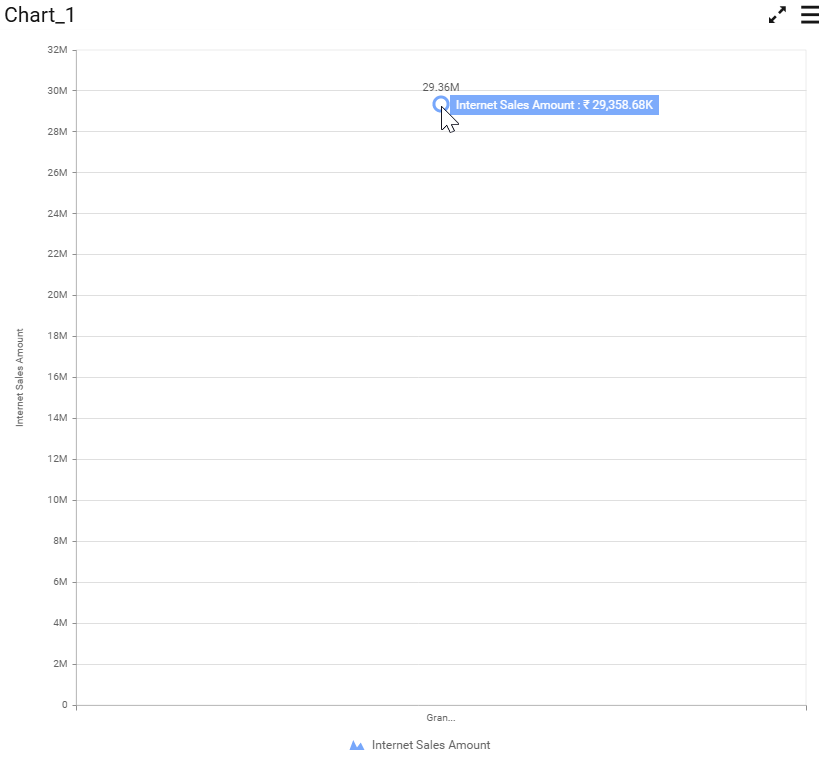 Chart_1
32M
29.36M
30M
Internet Sales Amount : ₹ 29,358.68K
28M
26M
24M
22M
20M
18M
Internet Sales Amount
16M
14M
12M
10M
8M
6M
4M
2M
0
Gran...
Internet Sales Amount